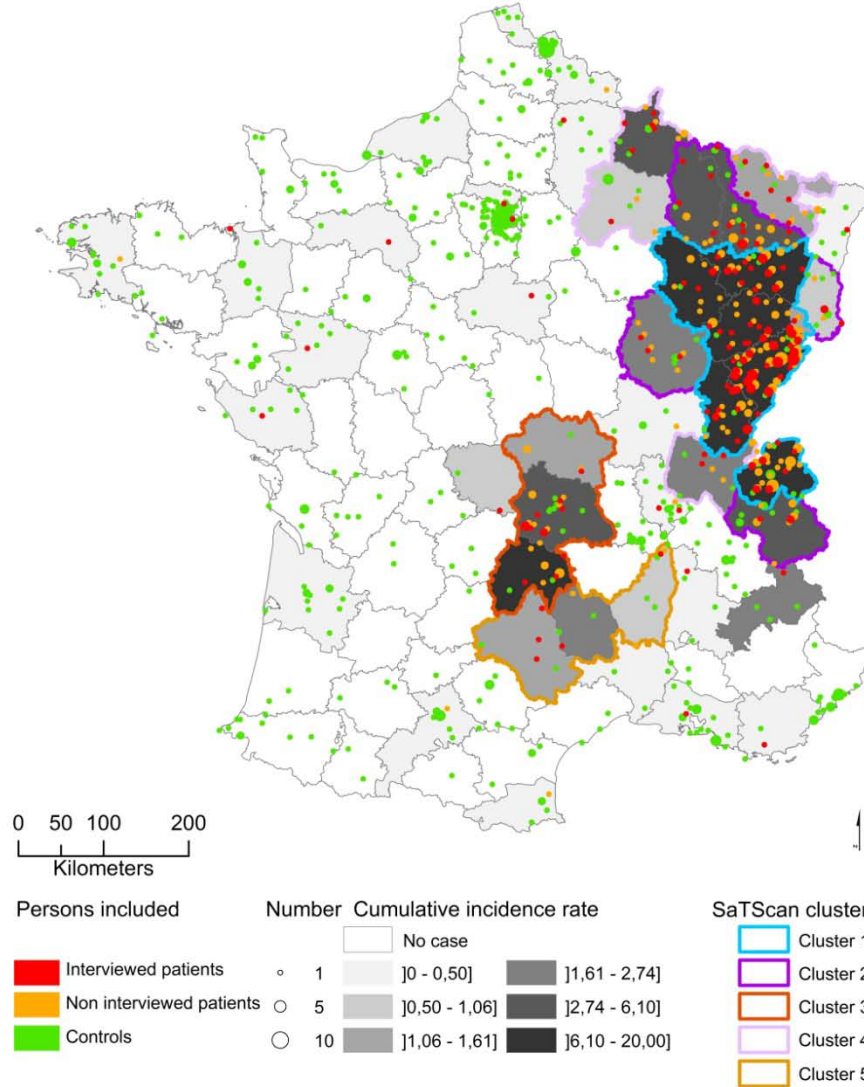 0 50 100 200
Kilometers
Persons included
Interviewed patients
Non interviewed patients
Controls
Number
1
5
10
Cumulative incidence rate
No case
]0 - 0,50]
]0,50 - 1,06]
]1,06 - 1,61]
]1,61 - 2,74]
]2,74 - 6,10]
]6,10 - 20,00]
SaTScan cluster
Cluster 1
Cluster 2
Cluster 3
Cluster 4
Cluster 5